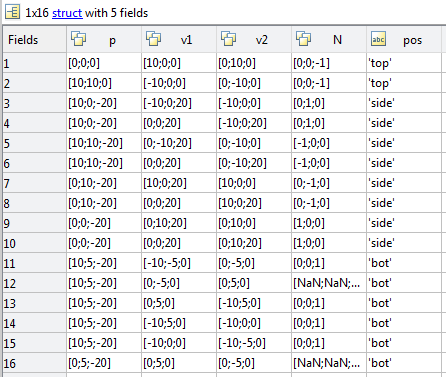 1x16 struct with 5 fields
Fields p v1 v2 N pos
1 [0;0;0] [10;0;0] [0;10;0] [0;0;-1] 'top'
2 [10;10;0] [-10;0;0] [0;-10;0] [0;0;-1] 'top'
3 [10;0;-20] [-10;0;20] [-10;0;0] [0;1;0] 'side'
4 [10;0;-20] [0;0;20] [-10;0;20] [0;1;0] 'side'
5 [10;10;-20] [0;-10;20] [0;-10;0] [-1;0;0] 'side'
6 [10;10;-20] [0;0;20] [0;-10;20] [-1;0;0] 'side'
7 [0;10;-20] [10;0;20] [10;0;0] [0;-1;0] 'side'
8 [0;10;-20] [0;0;20] [10;0;20] [0;-1;0] 'side'
9 [0;0;-20] [0;10;20] [0;10;0] [1;0;0] 'side'
10 [0;0;-20] [0;0;20] [0;10;20] [1;0;0] 'side'
11 [10;5;-20] [-10;-5;0] [0;-5;0] [0;0;1] 'bot'
12 [10;5;-20] [0;-5;0] [0;5;0] [NaN;NaN;... 'bot'
13 [10;5;-20] [0;5;0] [-10;5;0] [0;0;1] 'bot'
14 [10;5;-20] [-10;5;0] [-10;0;0] [0;0;1] 'bot'
15 [10;5;-20] [-10;0;0] [-10;-5;0] [0;0;1] 'bot'
16 [0;5;-20] [0;5;0] [0;-5;0] [NaN;NaN;... 'bot'